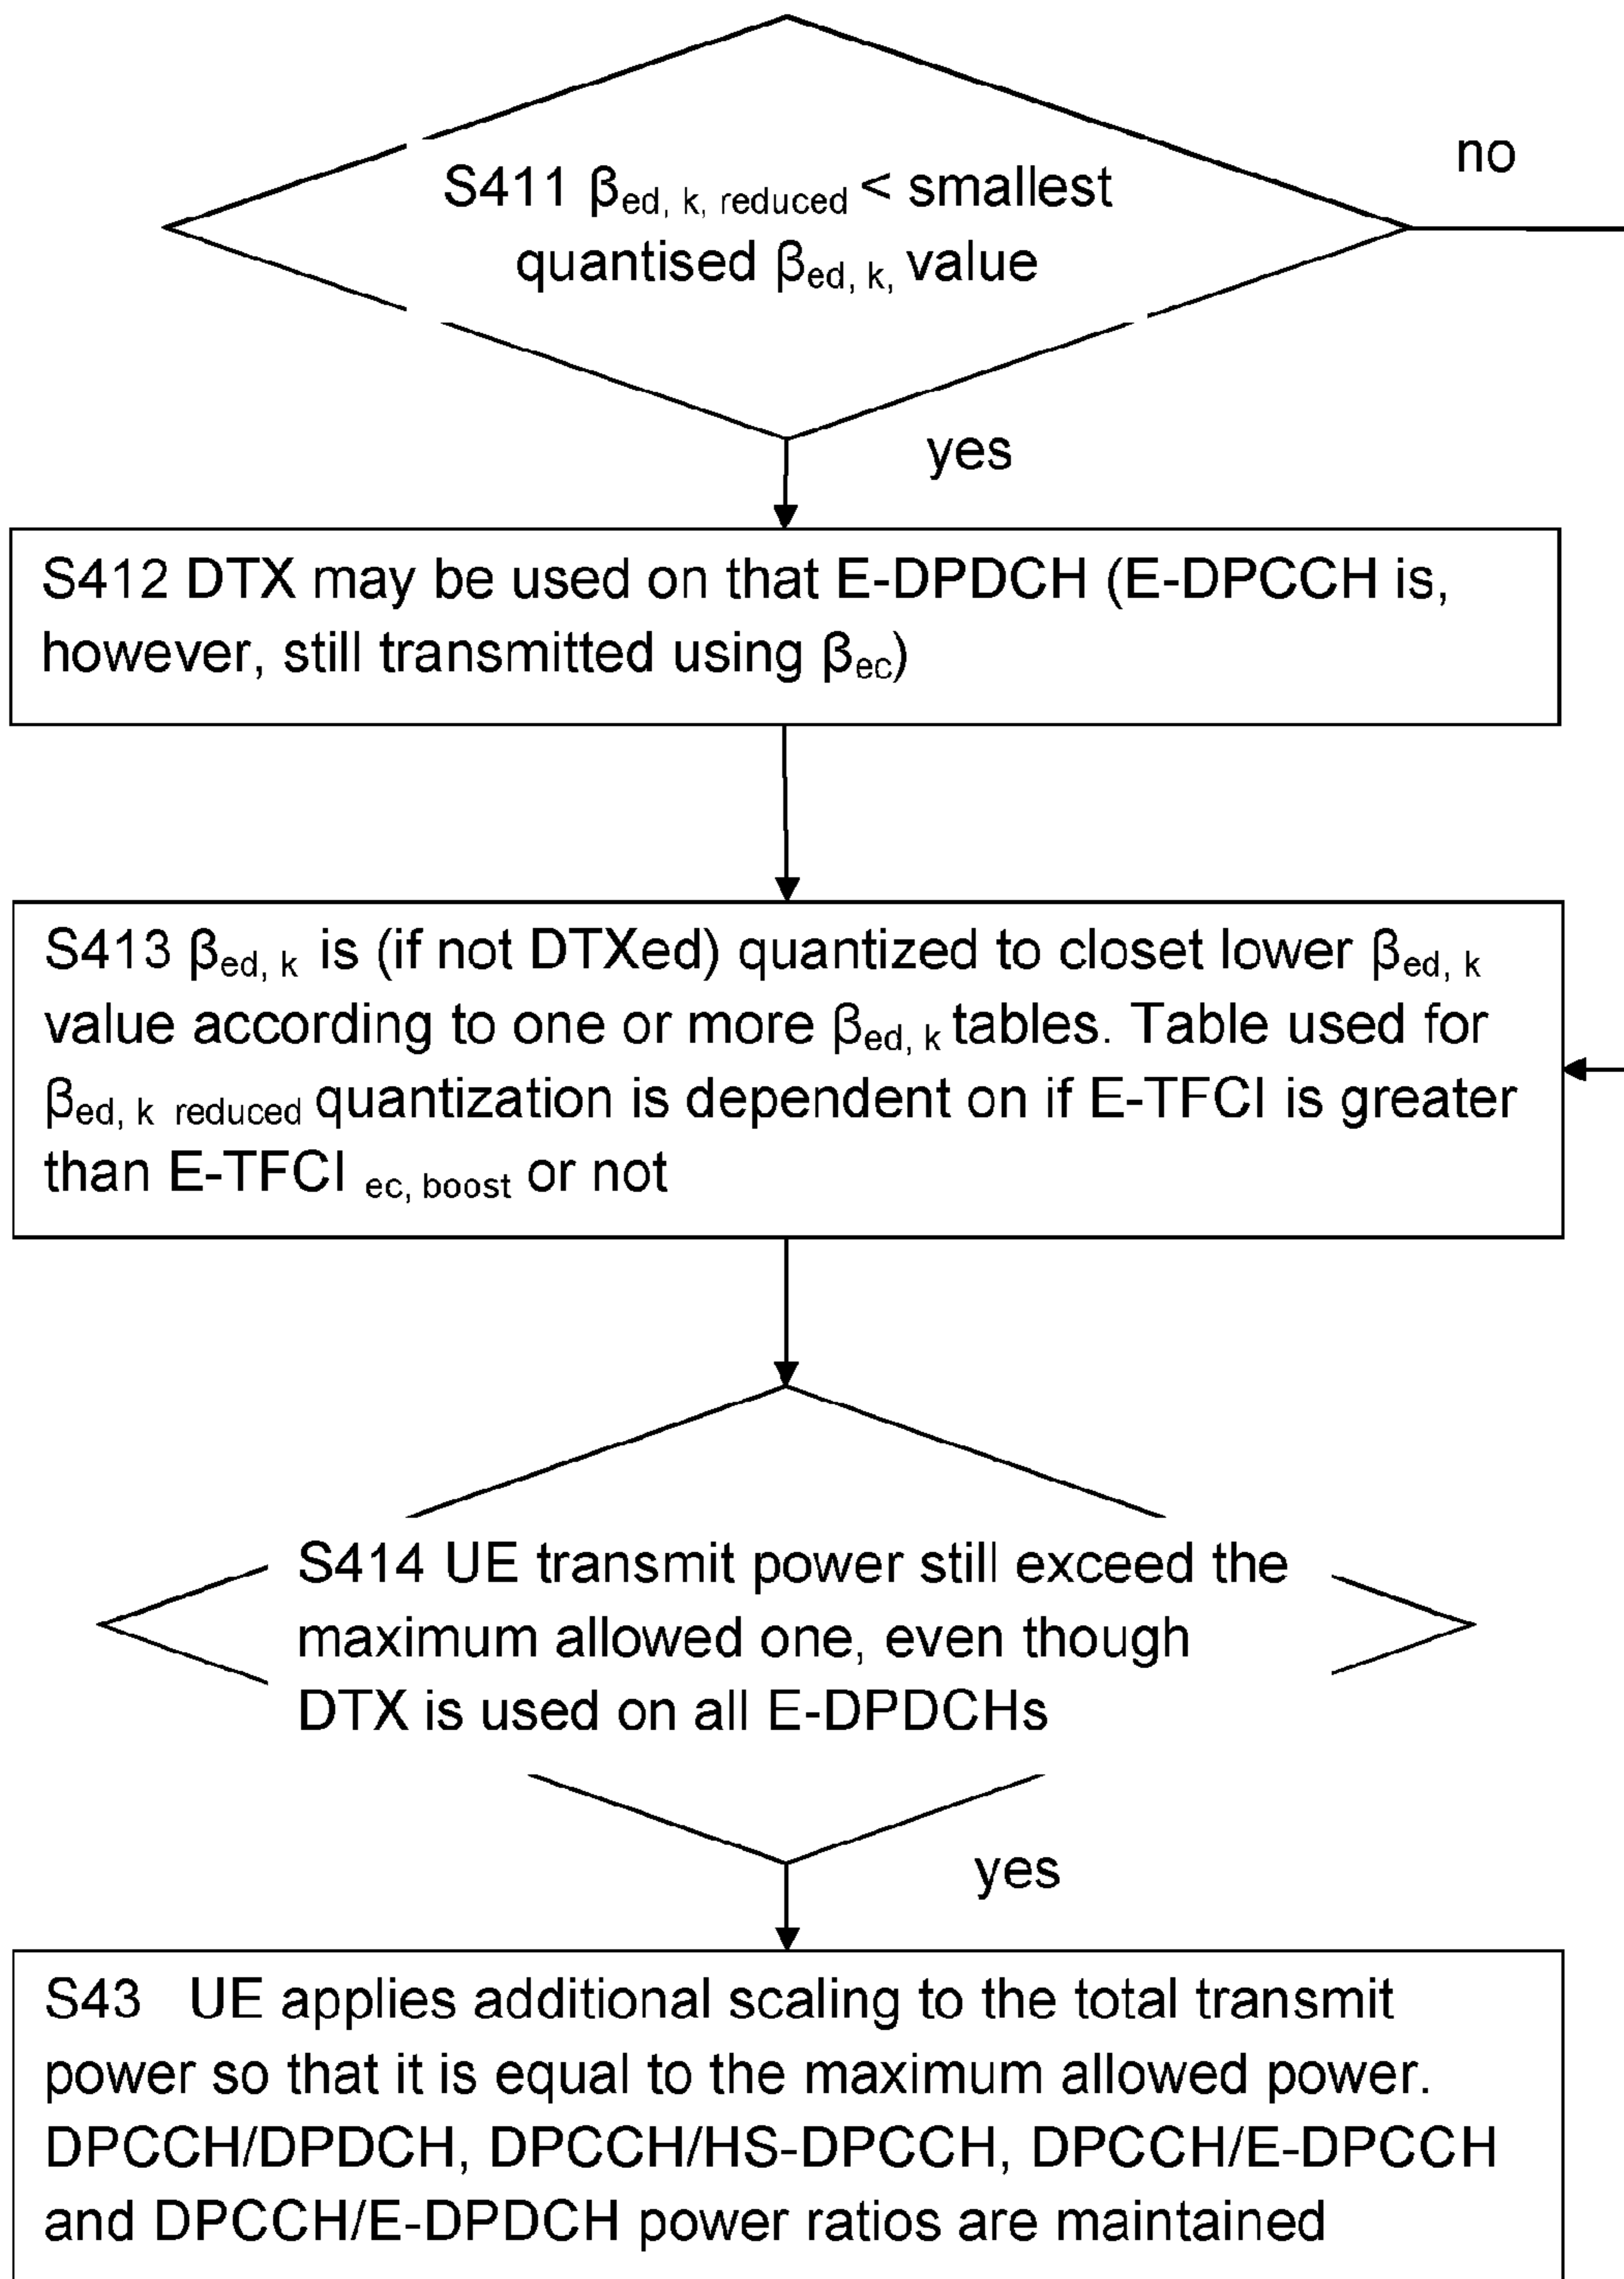 no
S411 βed, k, reduced < smallest
quantised βed, k, value
yes
S412 DTX may be used on that E-DPDCH (E-DPCCH is,
however, still transmitted using βec)
S413 βed, k is (if not DTXed) quantized to closet lower βed, k
value according to one or more βed, k tables. Table used for
βed, k reduced quantization is dependent on if E-TFCI is greater
than E-TFCI ec, boost or not
S414 UE transmit power still exceed the
maximum allowed one, even though
DTX is used on all E-DPDCHs
yes
S43 UE applies additional scaling to the total transmit
power so that it is equal to the maximum allowed power.
DPCCH/DPDCH, DPCCH/HS-DPCCH, DPCCH/E-DPCCH
and DPCCH/E-DPDCH power ratios are maintained